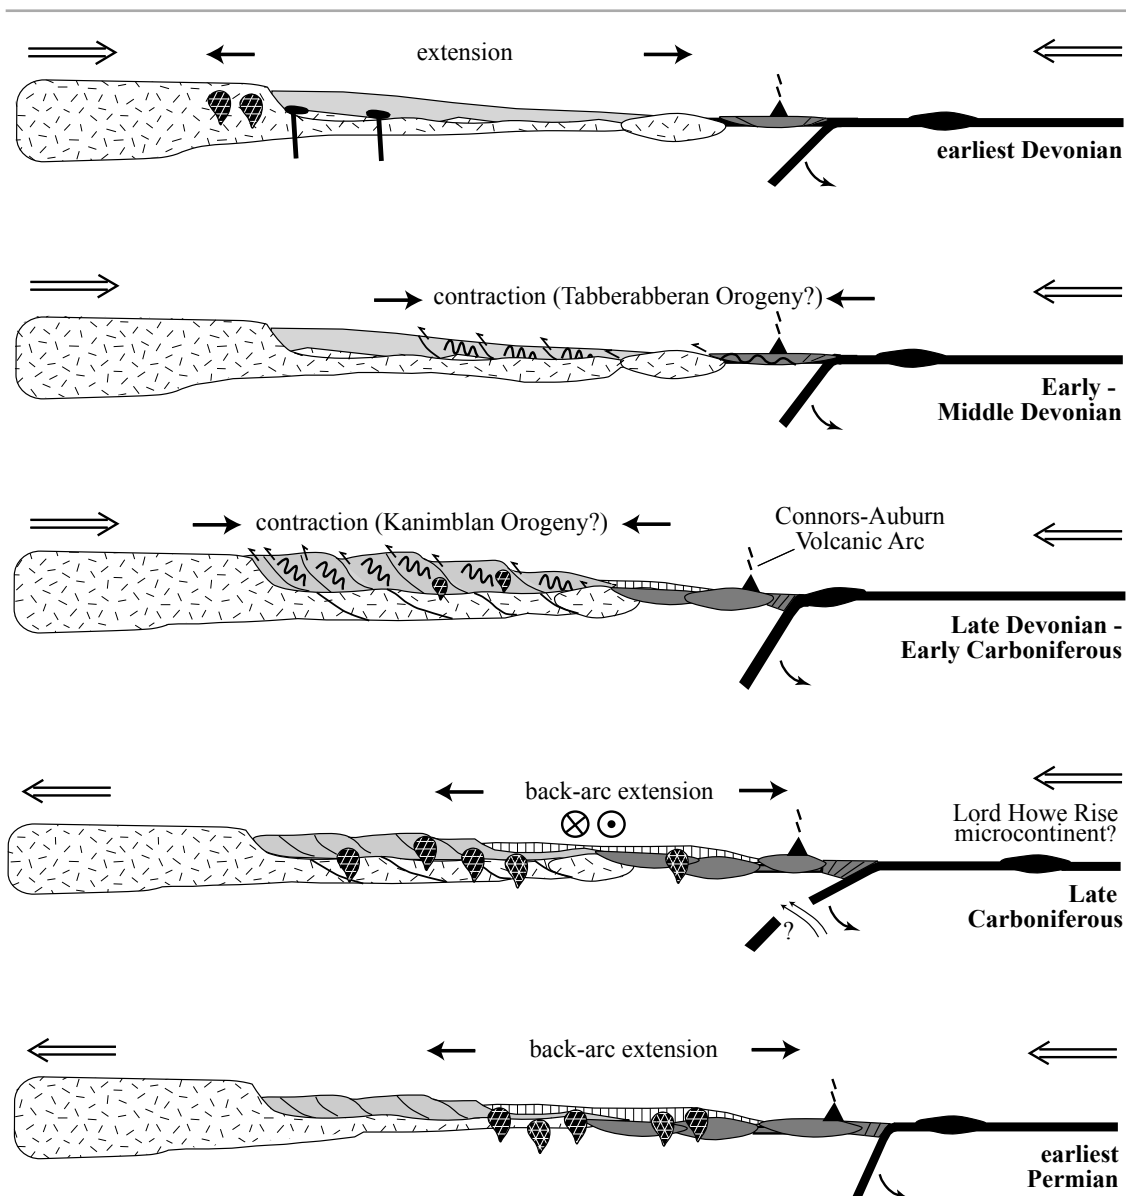 extension
earliest Devonian
contraction (Tabberabberan Orogeny?)
Early -
Middle Devonian
contraction (Kanimblan Orogeny?)
Connors-Auburn
Volcanic Arc
Late Devonian -
Early Carboniferous
back-arc extension
Lord Howe Rise
microcontinent?
Late
Carboniferous
?
back-arc extension
earliest
Permian